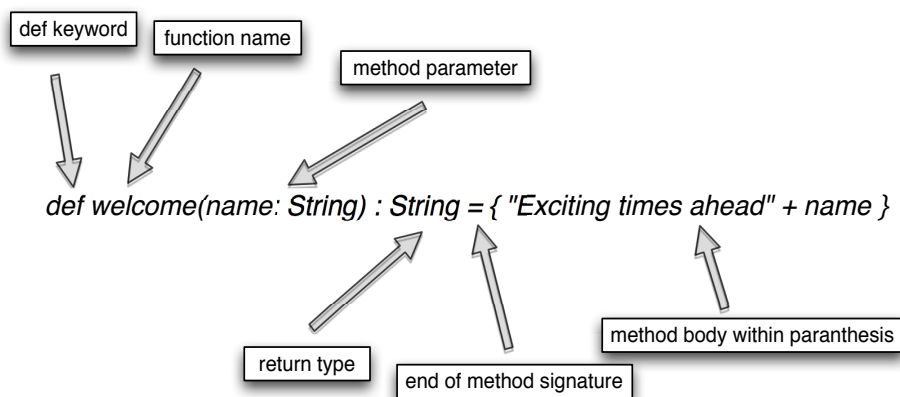 def keyword
function name
method parameter
def welcome(name: String) : String = { "Exciting times ahead" + name }
method body within paranthesis
return type
end of method signature